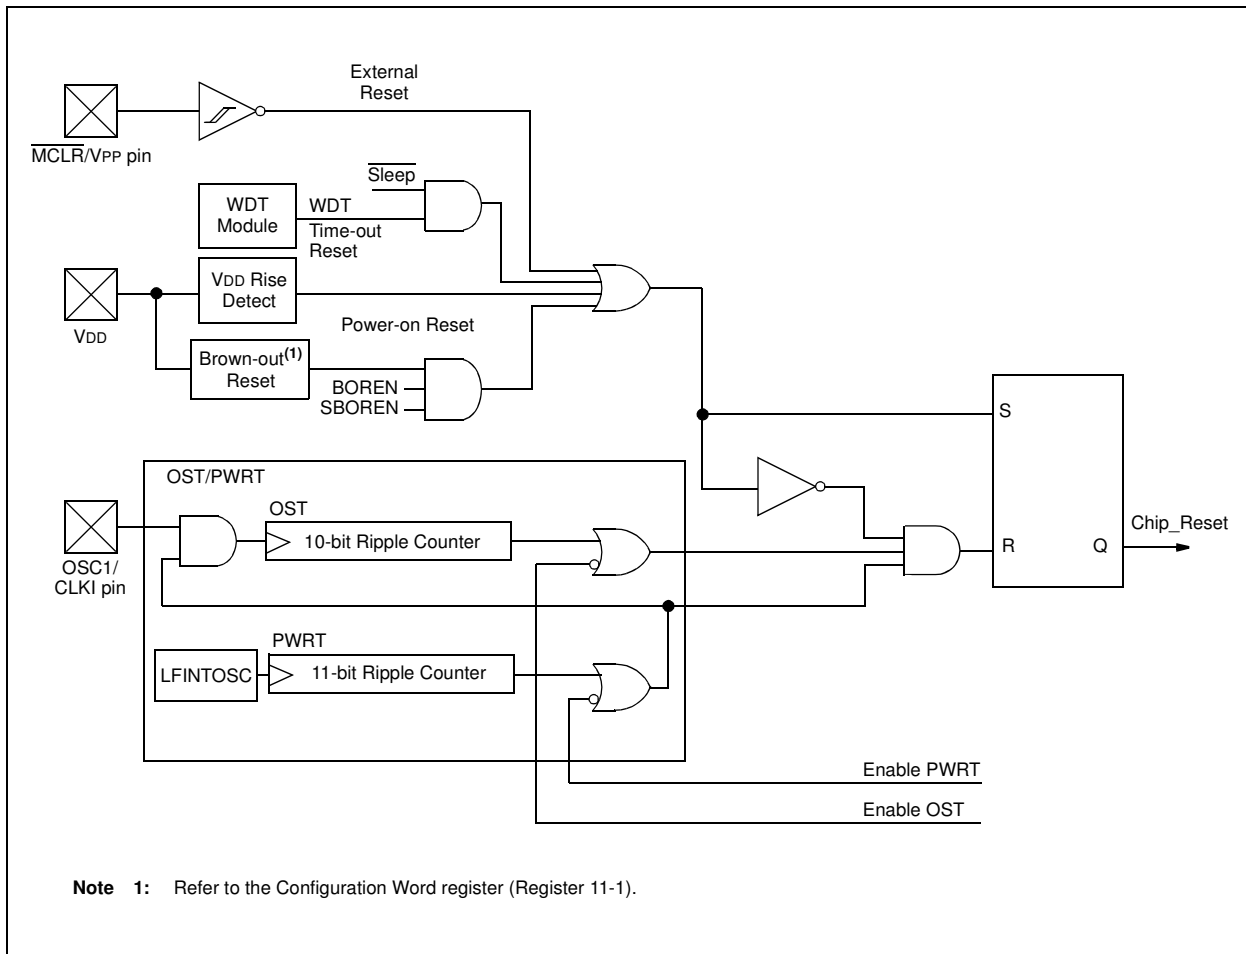 External
Reset
M̅C̅L̅R̅/VPP pin
S̅l̅e̅e̅p̅
WDT
Module
WDT
Time-out
Reset
VDD
VDD Rise
Detect
Power-on Reset
Brown-out(1)
Reset
BOREN
SBOREN
S
OST/PWRT
OSC1/
CLKI pin
OST
10-bit Ripple Counter
R
Q
Chip_Reset
PWRT
LFINTOSC
11-bit Ripple Counter
Enable PWRT
Enable OST
Note 1: Refer to the Configuration Word register (Register 11-1).